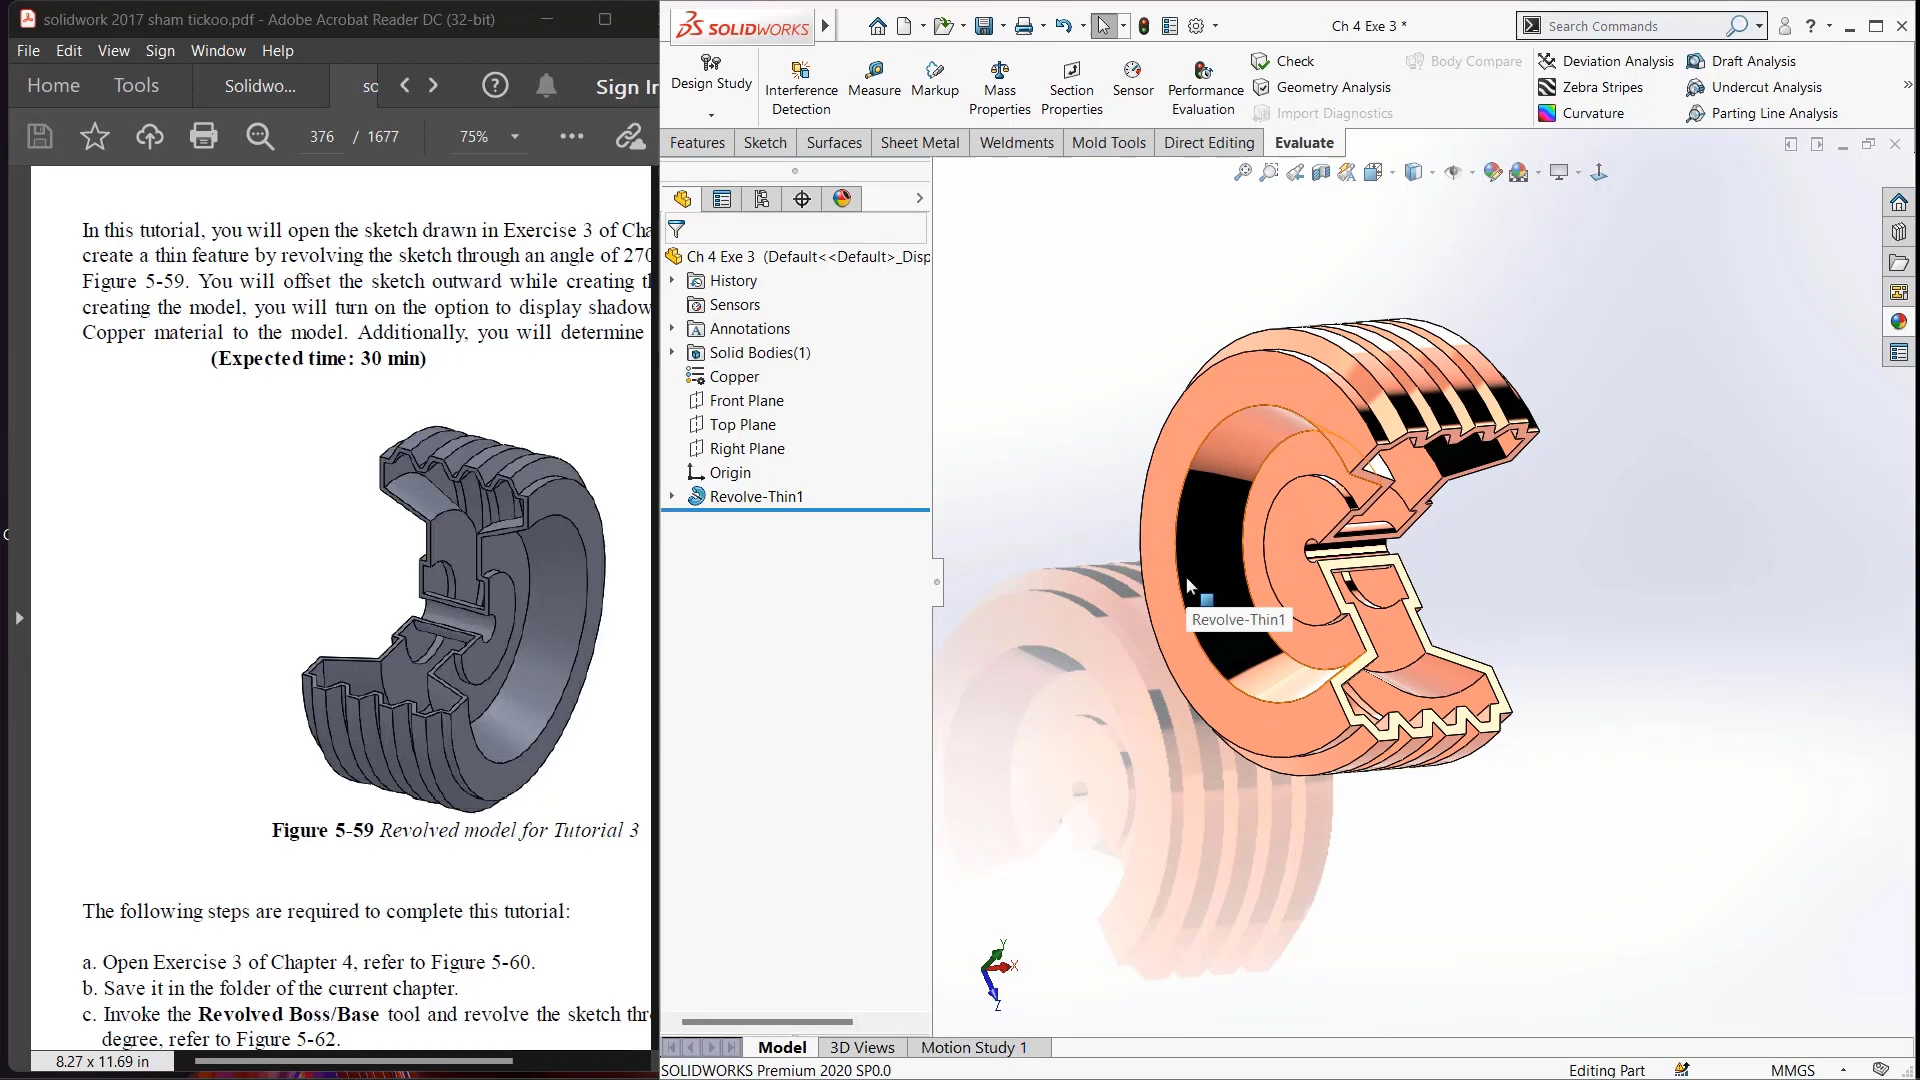 solidwork 2017 sham tickoo.pdf - Adobe Acrobat Reader DC (32-bit)
File Edit View Sign Window Help
Home Tools Solidwo... so Sign In
376 / 1677 75%
In this tutorial, you will open the sketch drawn in Exercise 3 of Cha
create a thin feature by revolving the sketch through an angle of 270
Figure 5-59. You will offset the sketch outward while creating th
creating the model, you will turn on the option to display shadow
Copper material to the model. Additionally, you will determine
(Expected time: 30 min)
Figure 5-59 Revolved model for Tutorial 3
The following steps are required to complete this tutorial:
a. Open Exercise 3 of Chapter 4, refer to Figure 5-60.
b. Save it in the folder of the current chapter.
c. Invoke the Revolved Boss/Base tool and revolve the sketch thr
degree, refer to Figure 5-62.
8.27 x 11.69 in
SOLIDWORKS
Ch 4 Exe 3 *
Search Commands
Design Study
Interference Detection
Measure
Markup
Mass Properties
Section Properties
Sensor
Performance Evaluation
Check
Geometry Analysis
Import Diagnostics
Body Compare
Deviation Analysis
Zebra Stripes
Curvature
Draft Analysis
Undercut Analysis
Parting Line Analysis
Features Sketch Surfaces Sheet Metal Weldments Mold Tools Direct Editing Evaluate
Ch 4 Exe 3 (Default<<Default>_Disp
History
Sensors
Annotations
Solid Bodies(1)
Copper
Front Plane
Top Plane
Right Plane
Origin
Revolve-Thin1
Revolve-Thin1
Y
X
Z
Model 3D Views Motion Study 1
SOLIDWORKS Premium 2020 SP0.0
Editing Part
MMGS